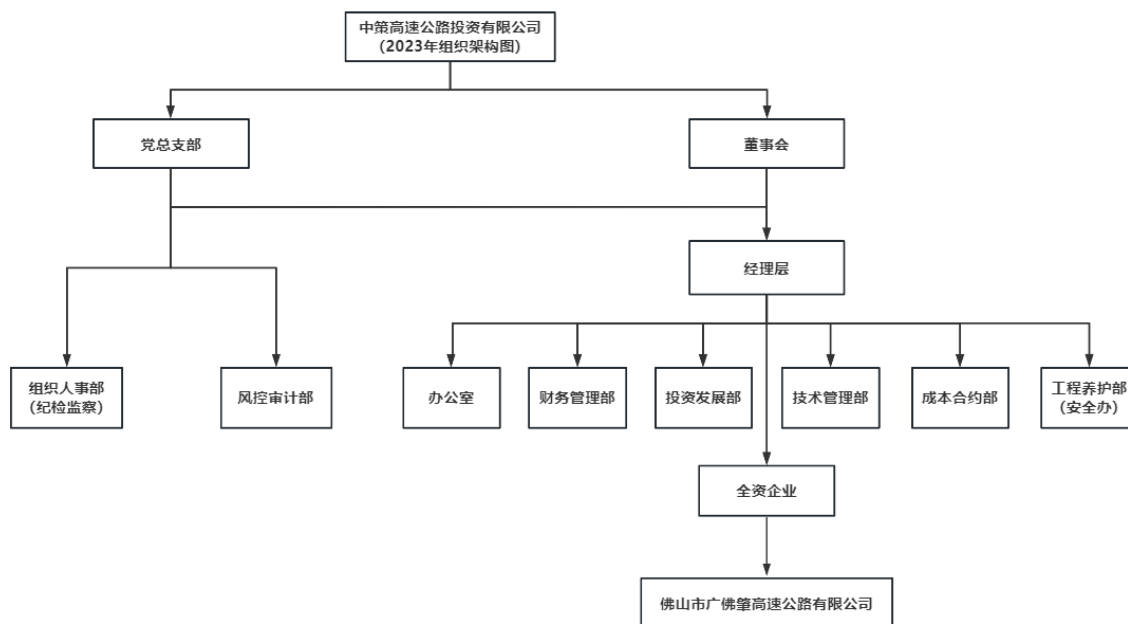 中策高速公路投资有限公司
（2023年组织架构图）
党总支部
董事会
经理层
组织人事部
（纪检监察）
风控审计部
办公室
财务管理部
投资发展部
技术管理部
成本合约部
工程养护部
（安全办）
全资企业
佛山市广佛肇高速公路有限公司